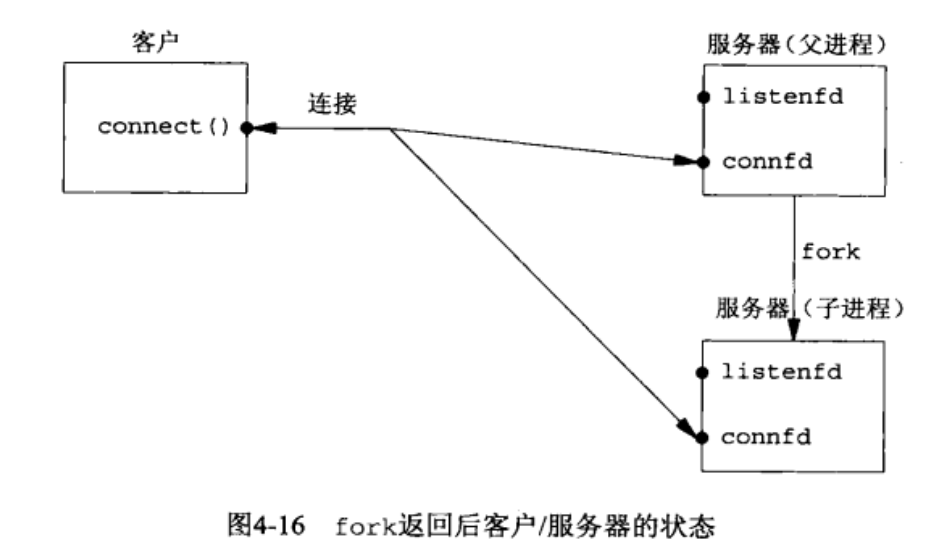 客户
服务器（父进程）
connect()
连接
listenfd
connfd
fork
服务器（子进程）
listenfd
connfd
图4-16 fork返回后客户/服务器的状态